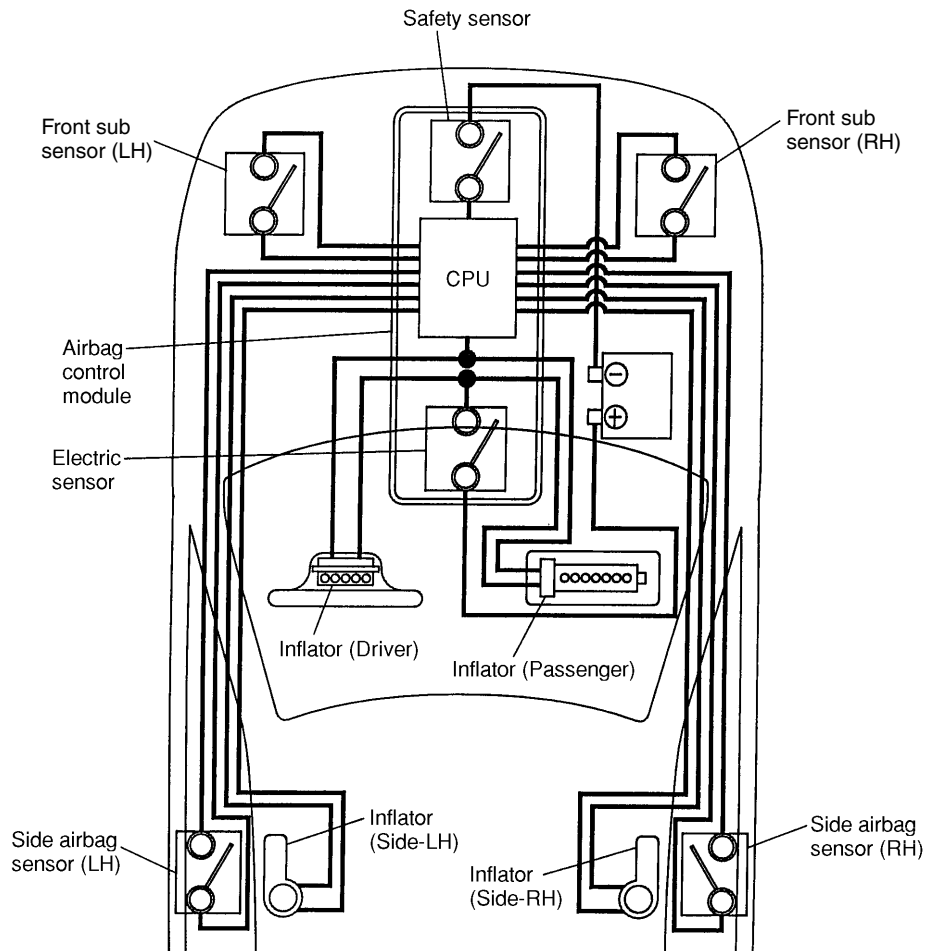 Safety sensor
Front sub
sensor (LH)
Front sub
sensor (RH)
CPU
Airbag
control
module
−
+
Electric
sensor
Inflator (Driver)
Inflator (Passenger)
Inflator
(Side-LH)
Side airbag
sensor (LH)
Inflator
(Side-RH)
Side airbag
sensor (RH)